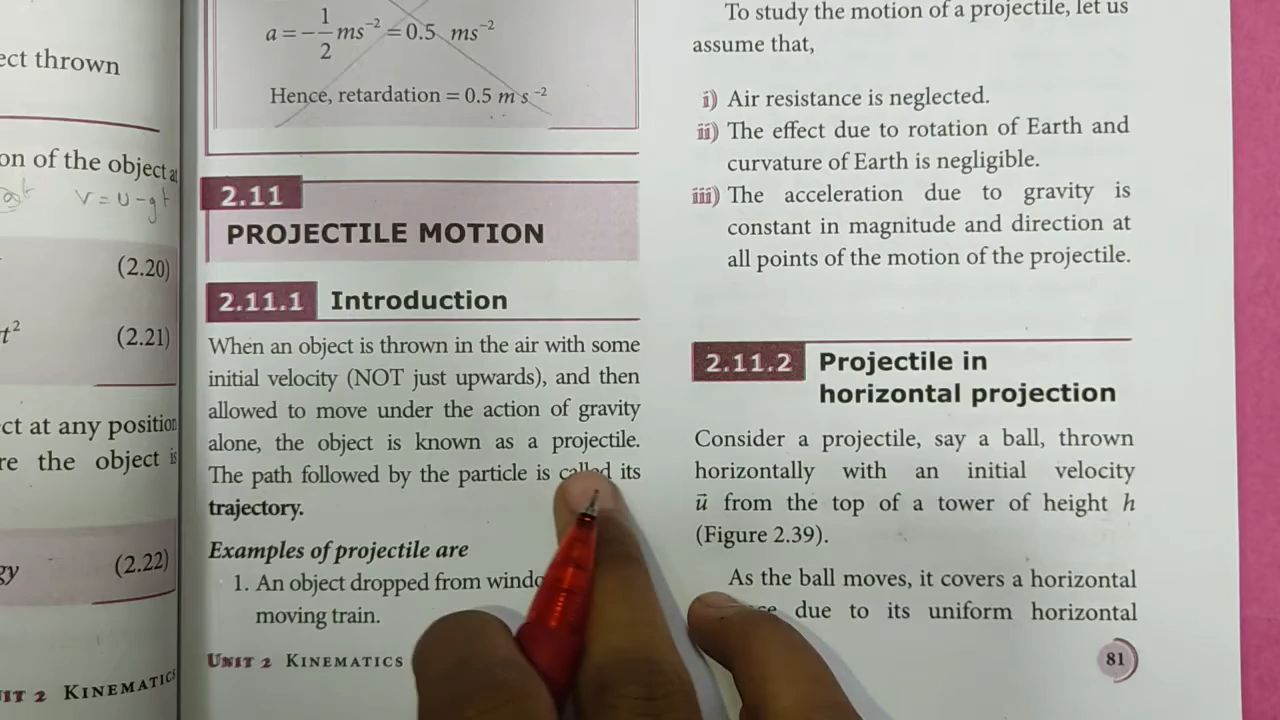 ect thrown
on of the object at
v = u - gt
(2.20)
t²
(2.21)
ct at any position
re the object is
(2.22)
gy
IT 2 KINEMATICS
a = -1/2 ms⁻² = 0.5 ms⁻²
Hence, retardation = 0.5 m s⁻²
2.11
PROJECTILE MOTION
2.11.1 Introduction
When an object is thrown in the air with some
initial velocity (NOT just upwards), and then
allowed to move under the action of gravity
alone, the object is known as a projectile.
The path followed by the particle is called its
trajectory.
Examples of projectile are
1. An object dropped from windo
moving train.
UNIT 2 KINEMATICS
To study the motion of a projectile, let us
assume that,
i) Air resistance is neglected.
ii) The effect due to rotation of Earth and
curvature of Earth is negligible.
iii) The acceleration due to gravity is
constant in magnitude and direction at
all points of the motion of the projectile.
2.11.2 Projectile in
horizontal projection
Consider a projectile, say a ball, thrown
horizontally with an initial velocity
u⃗ from the top of a tower of height h
(Figure 2.39).
As the ball moves, it covers a horizontal
due to its uniform horizontal
81